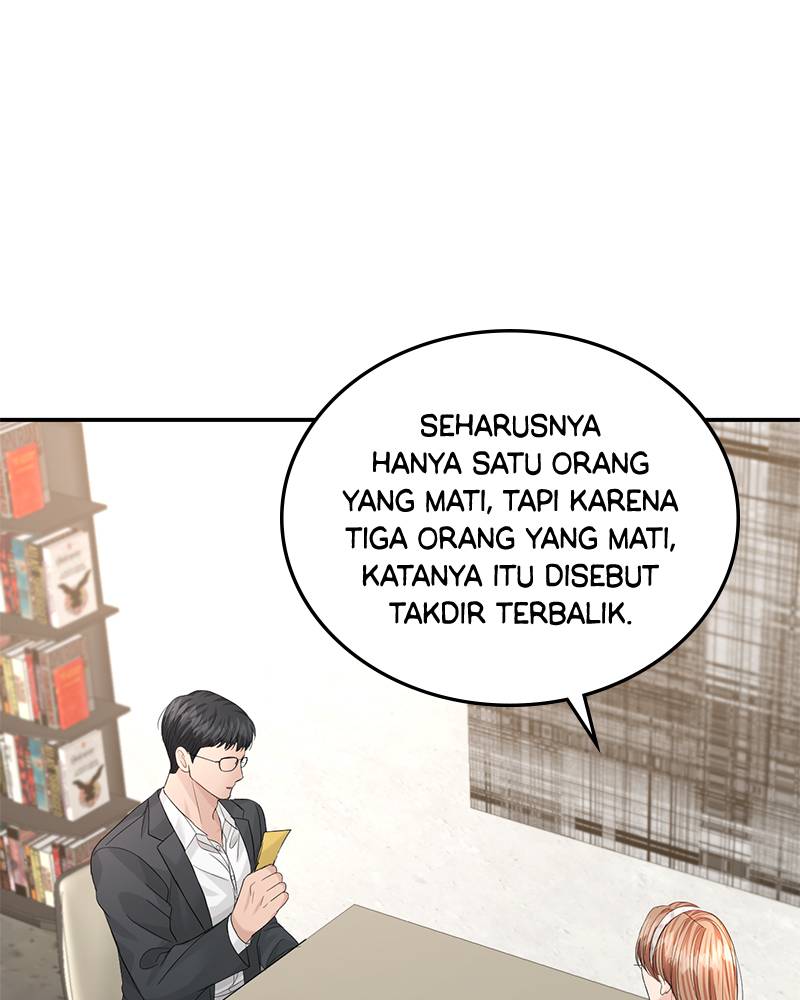 SEHARUSNYA
HANYA SATU ORANG
YANG MATI, TAPI KARENA
TIGA ORANG YANG MATI,
KATANYA ITU DISEBUT
TAKDIR TERBALIK.